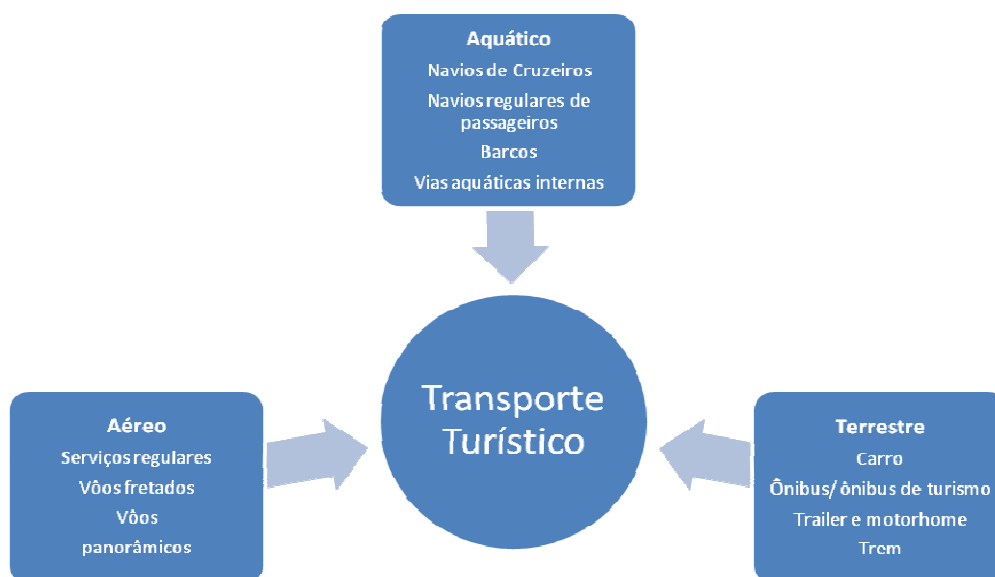 Aquático
Navios de Cruzeiros
Navios regulares de
passageiros
Barcos
Vias aquáticas internas
Transporte
Turístico
Aéreo
Serviços regulares
Vôos fretados
Vôos
panorâmicos
Terrestre
Carro
Ônibus/ ônibus de turismo
Trailer e motorhome
Trem